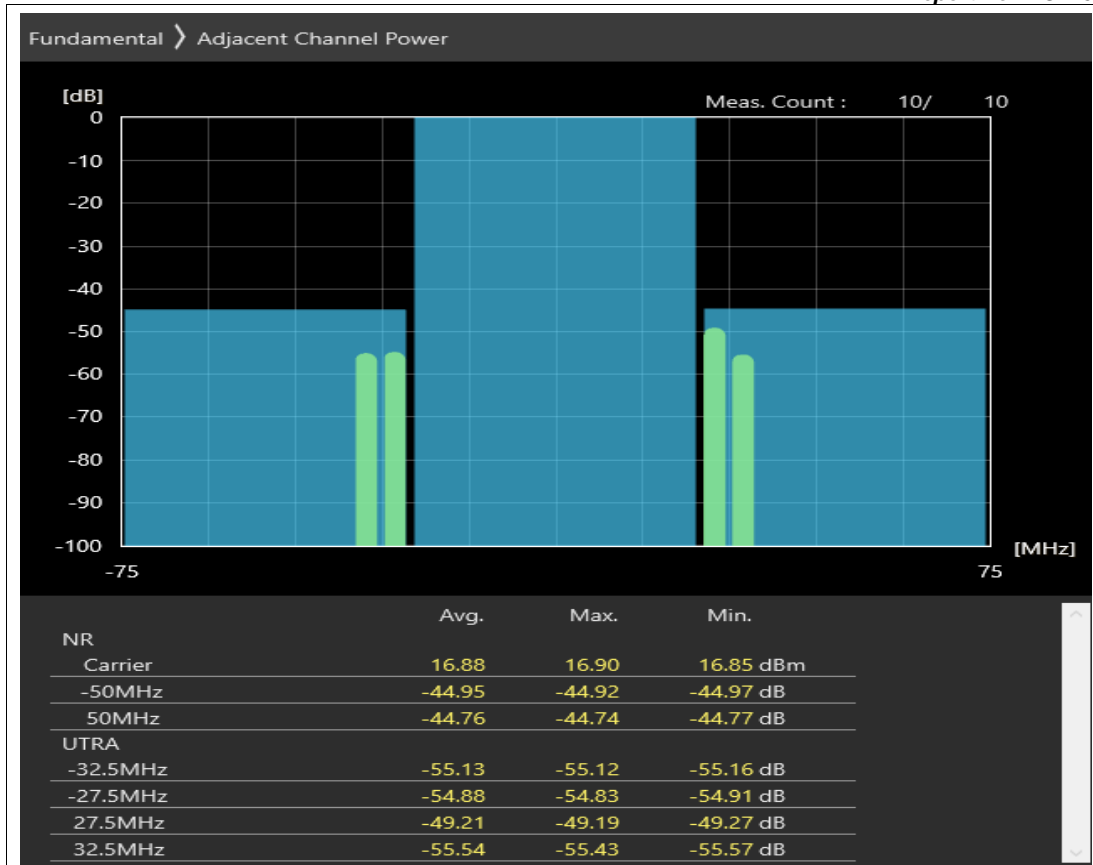 Fundamental ❯ Adjacent Channel Power
[dB]
Meas. Count : 10/ 10
0
-10
-20
-30
-40
-50
-60
-70
-80
-90
-100
[MHz]
-75 75
Avg. Max. Min.
NR
Carrier 16.88 16.90 16.85 dBm
-50MHz -44.95 -44.92 -44.97 dB
50MHz -44.76 -44.74 -44.77 dB
UTRA
-32.5MHz -55.13 -55.12 -55.16 dB
-27.5MHz -54.88 -54.83 -54.91 dB
27.5MHz -49.21 -49.19 -49.27 dB
32.5MHz -55.54 -55.43 -55.57 dB